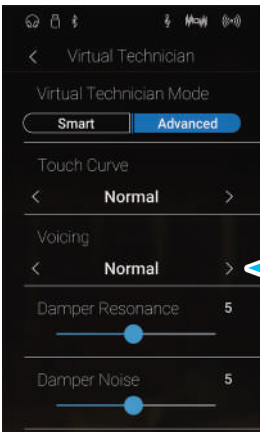 Virtual Technician
Virtual Technician Mode
Smart Advanced
Touch Curve
Normal
Voicing
Normal
Damper Resonance 5
Damper Noise 5